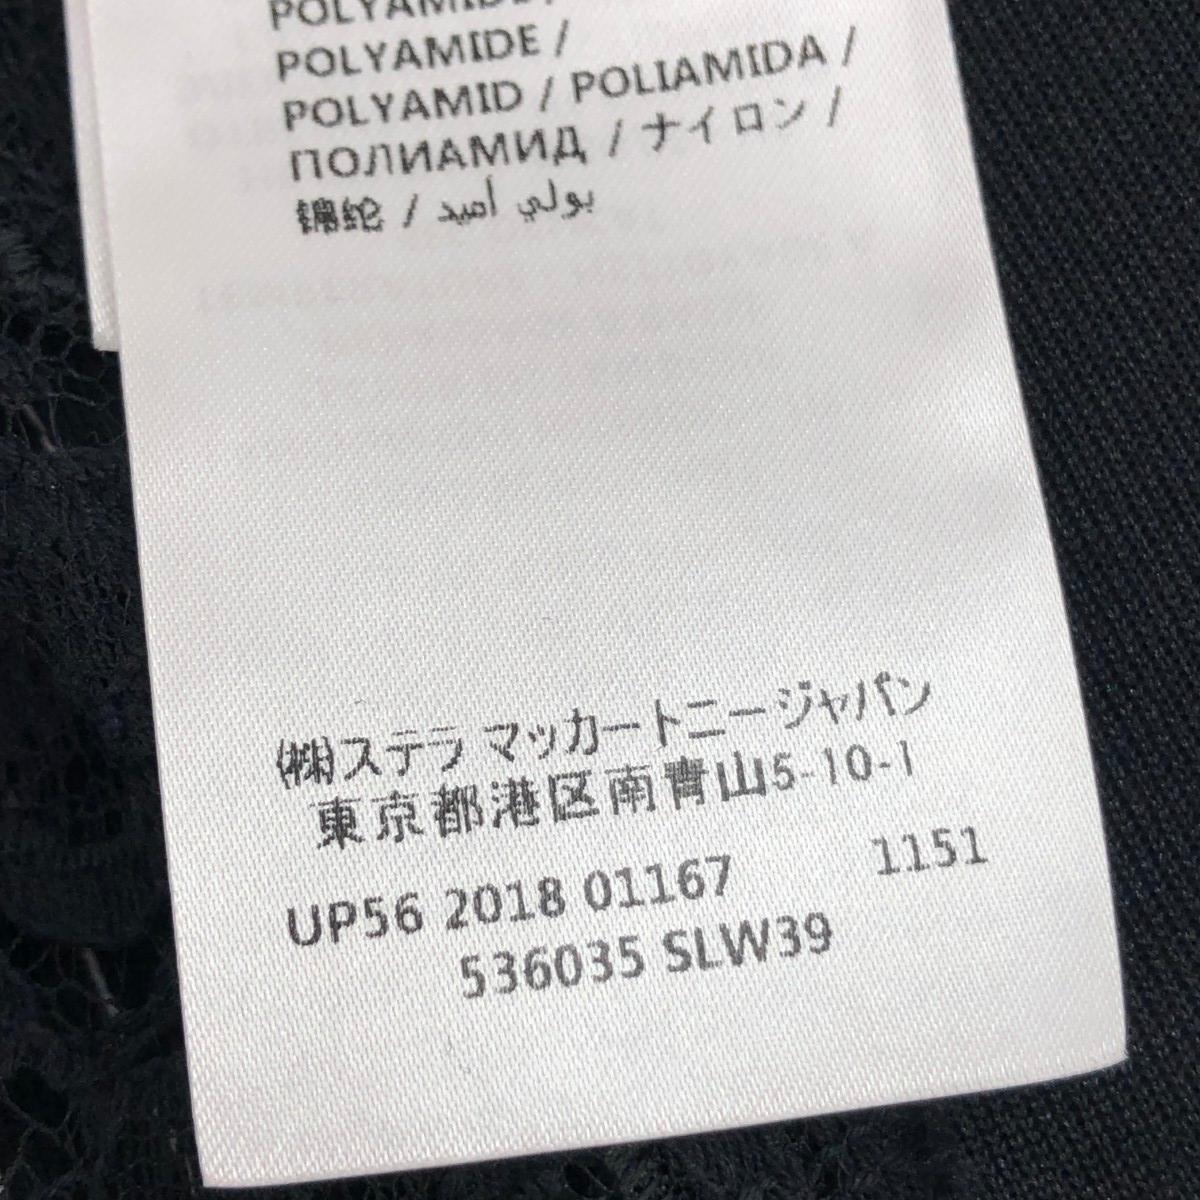 POLYAMIDE/
POLYAMIDE /
POLYAMID / POLIAMIDA /
ПОЛИАМИД / ナイロン /
锦纶 / بولي أميد
㈱ステラ マッカートニージャパン
東京都港区南青山5-10-1
UP56 2018 01167 1151
536035 SLW39